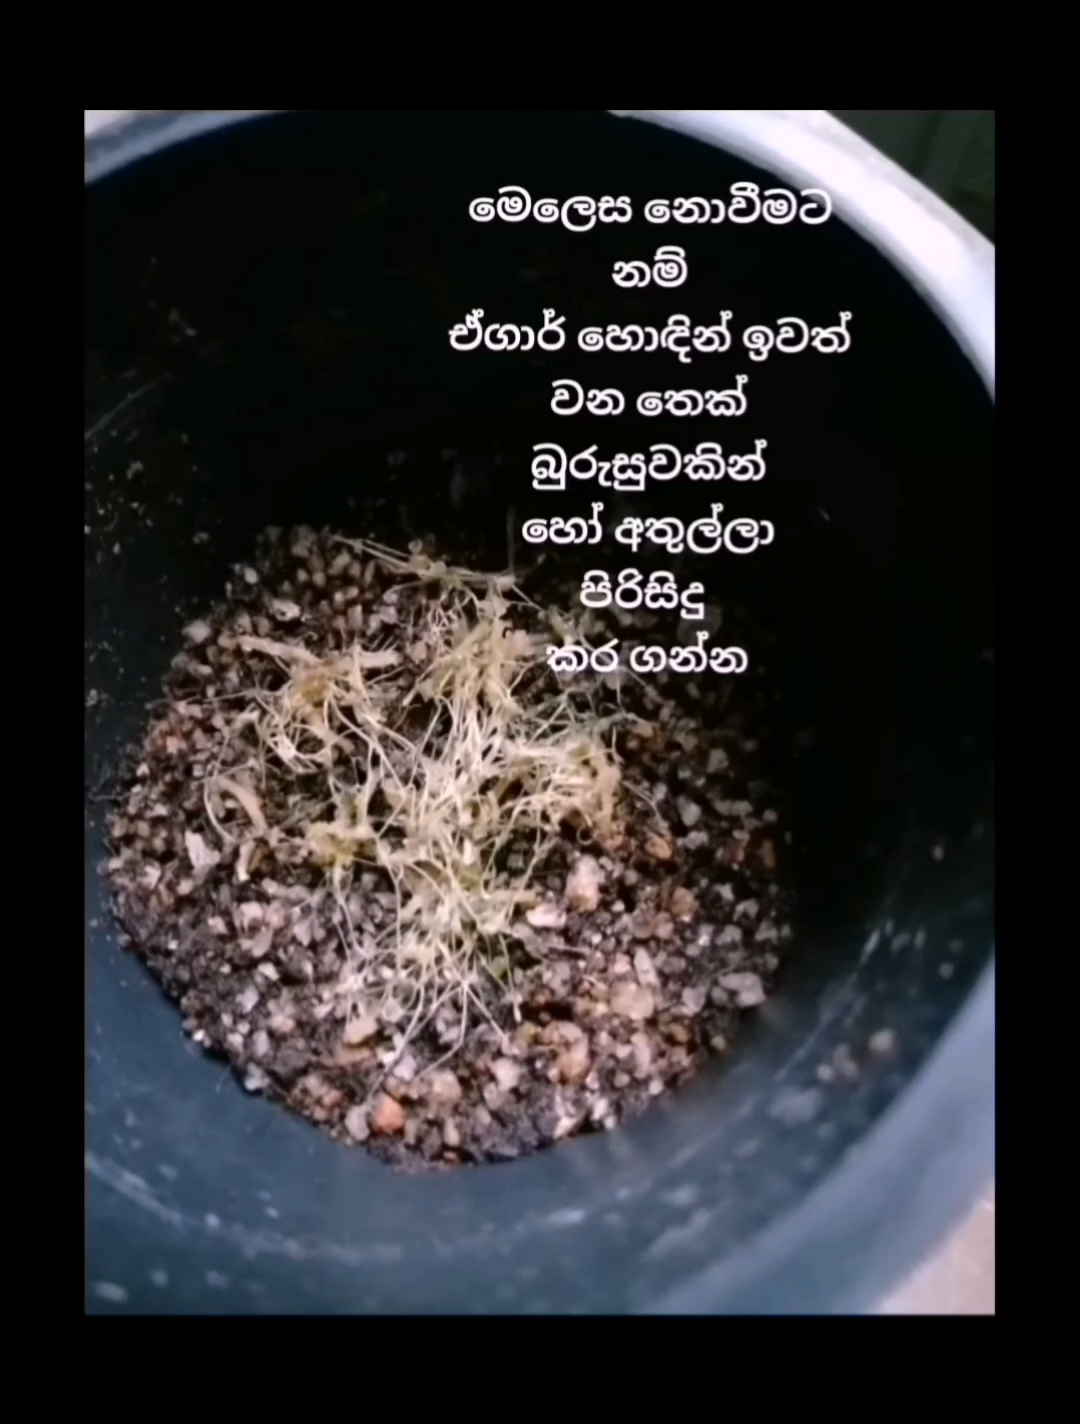 මෙලෙස නොවීමට
නම්
ඒගාර් හොඳින් ඉවත්
වන තෙක්
බුරුසුවකින්
හෝ අතුල්ලා
පිරිසිදු
කර ගන්න